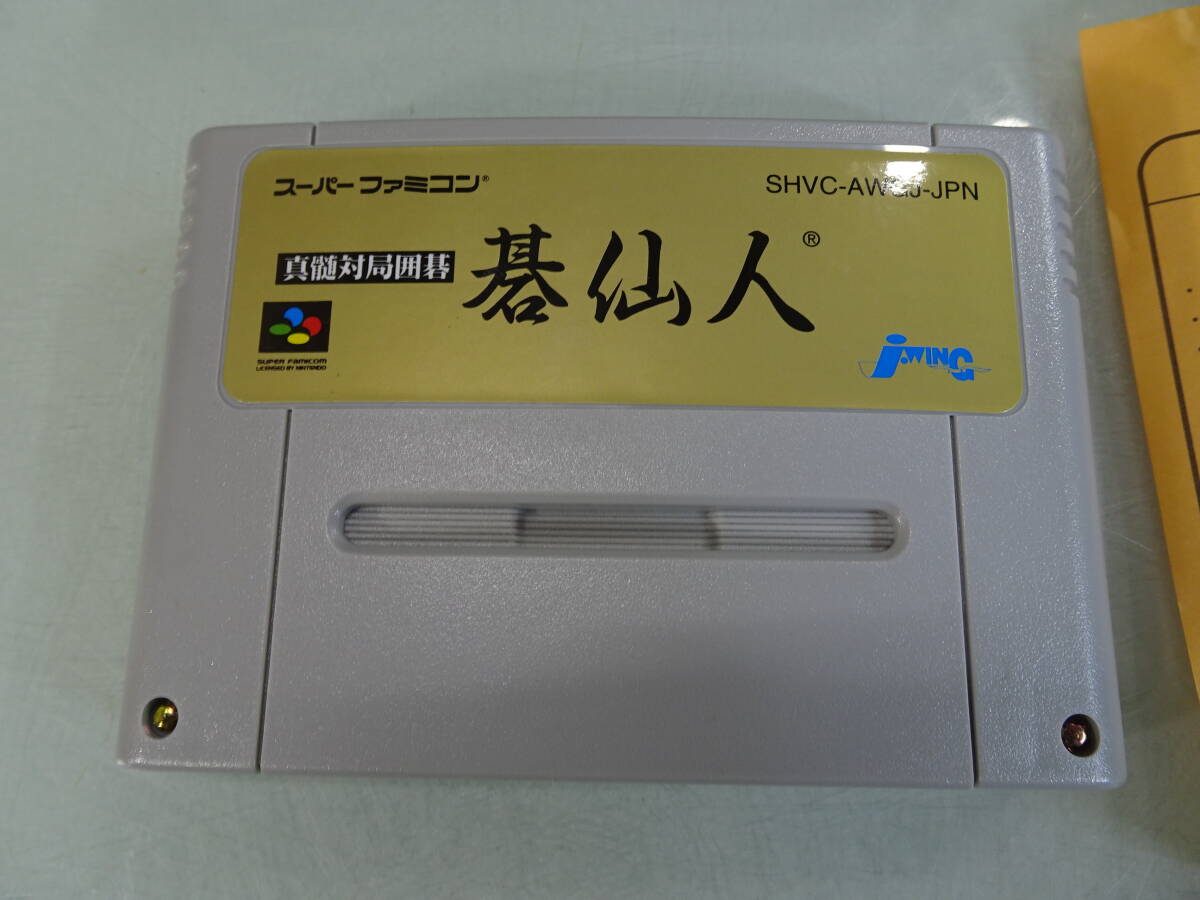 スーパーファミコン®
SHVC-AWGJ-JPN
真髄対局囲碁
碁仙人®
SUPER FAMICOM
LICENSED BY NINTENDO
J・WING